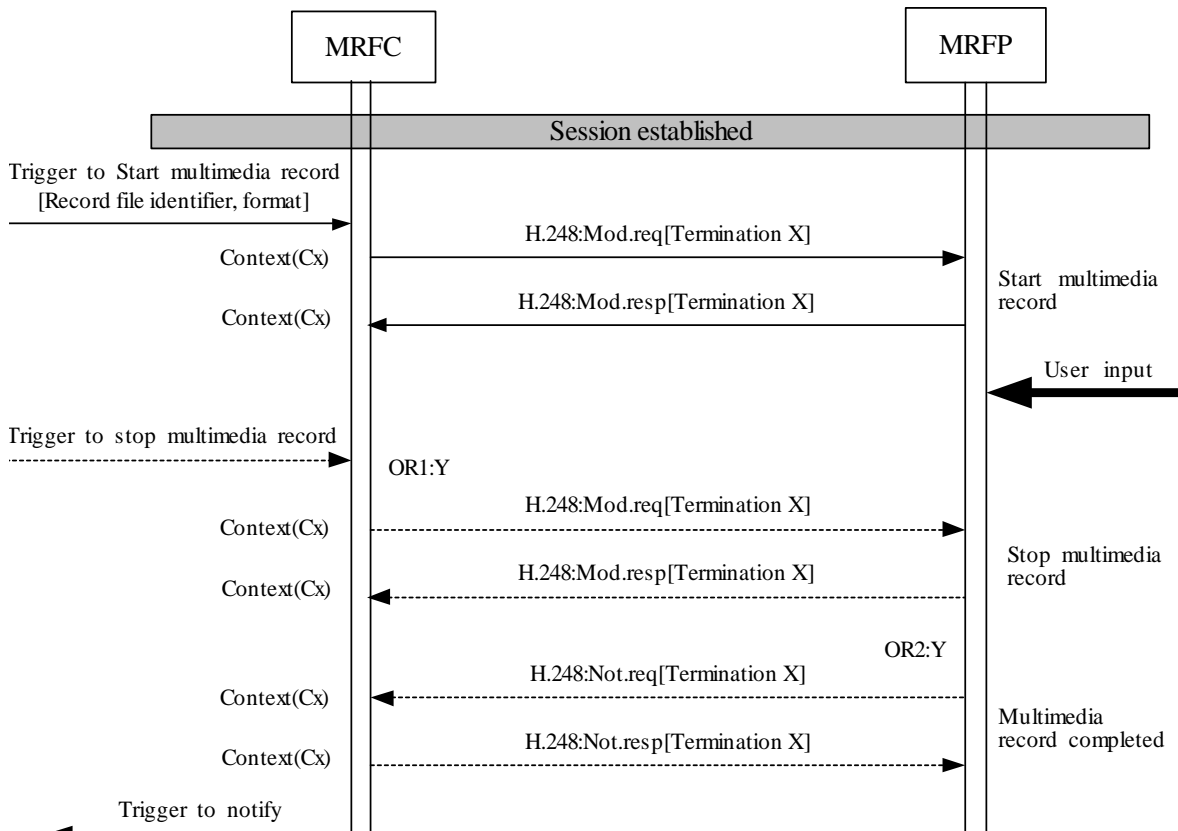 MRFC
MRFP
Session established
Trigger to Start multimedia record
[Record file identifier, format]
H.248:Mod.req[Termination X]
Context(Cx)
Start multimedia
record
H.248:Mod.resp[Termination X]
Context(Cx)
User input
Trigger to stop multimedia record
OR1:Y
H.248:Mod.req[Termination X]
Context(Cx)
Stop multimedia
record
H.248:Mod.resp[Termination X]
Context(Cx)
OR2:Y
H.248:Not.req[Termination X]
Context(Cx)
Multimedia
record completed
H.248:Not.resp[Termination X]
Context(Cx)
Trigger to notify